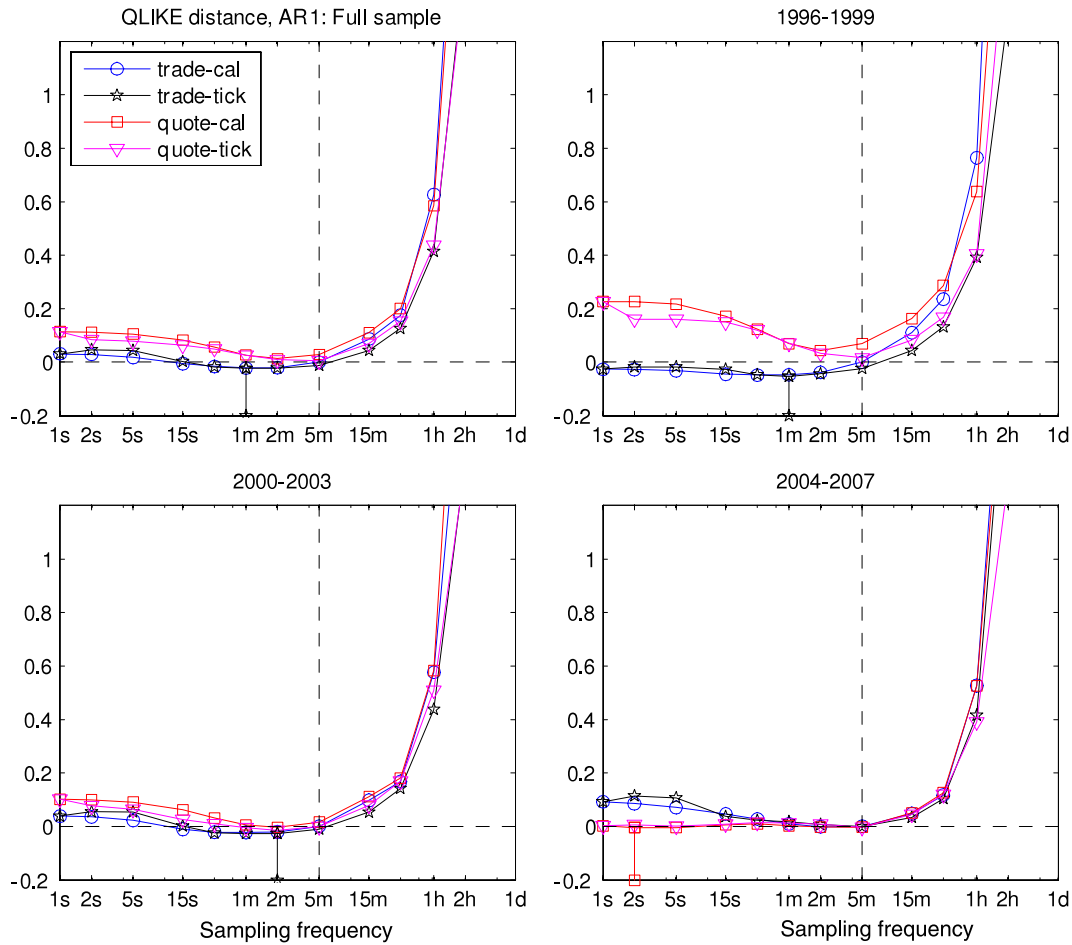 QLIKE distance, AR1: Full sample
1
0.8
0.6
0.4
0.2
0
-0.2
trade-cal
trade-tick
quote-cal
quote-tick
1s 2s 5s 15s 1m 2m 5m 15m 1h 2h 1d
1996-1999
1
0.8
0.6
0.4
0.2
0
-0.2
1s 2s 5s 15s 1m 2m 5m 15m 1h 2h 1d
2000-2003
1
0.8
0.6
0.4
0.2
0
-0.2
1s 2s 5s 15s 1m 2m 5m 15m 1h 2h 1d
Sampling frequency
2004-2007
1
0.8
0.6
0.4
0.2
0
-0.2
1s 2s 5s 15s 1m 2m 5m 15m 1h 2h 1d
Sampling frequency